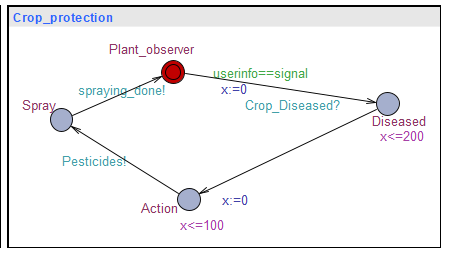 Crop_protection
Plant_observer
userinfo==signal
spraying_done!
x:=0
Spray
Crop_Diseased?
Diseased
x<=200
Pesticides!
Action
x:=0
x<=100